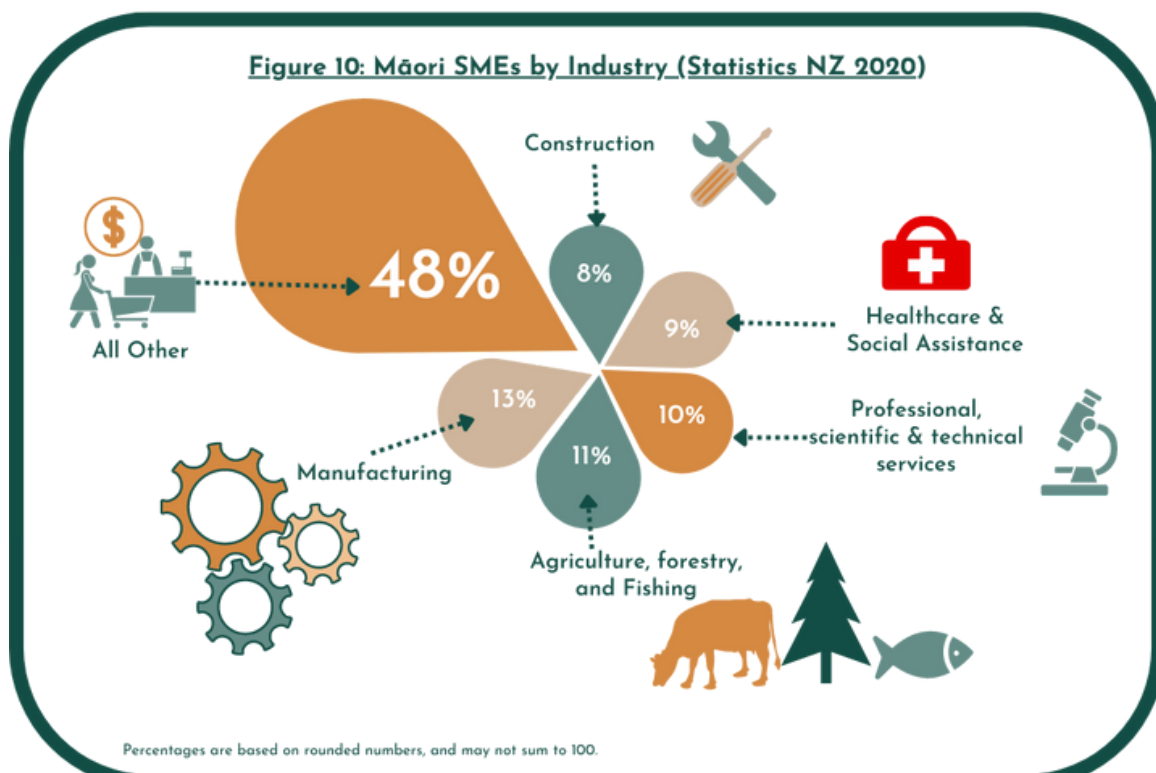 Figure 10: Māori SMEs by Industry (Statistics NZ 2020)
Construction
8%
Healthcare &
Social Assistance
9%
Professional,
scientific & technical
services
10%
Agriculture, forestry,
and Fishing
11%
Manufacturing
13%
$
All Other
48%
Percentages are based on rounded numbers, and may not sum to 100.